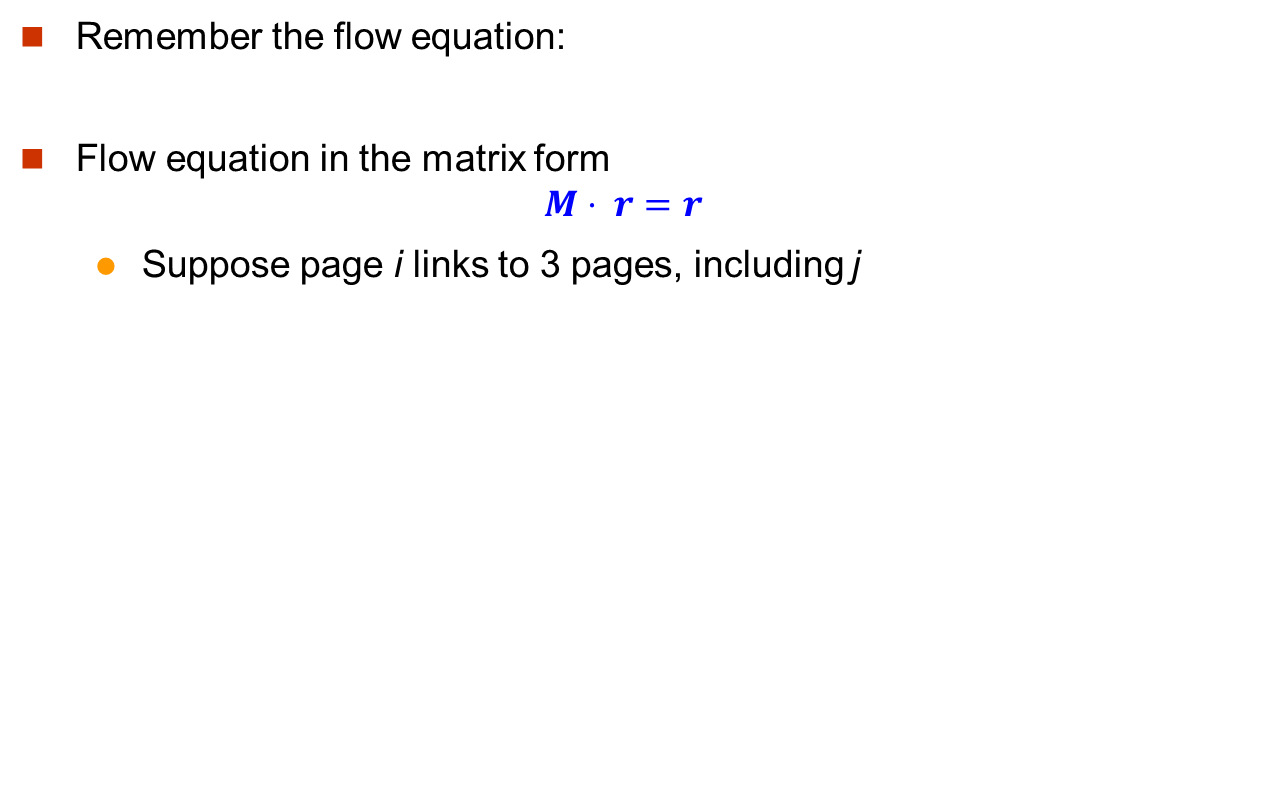 Remember the flow equation:
Flow equation in the matrix form
M · r = r
Suppose page i links to 3 pages, including j